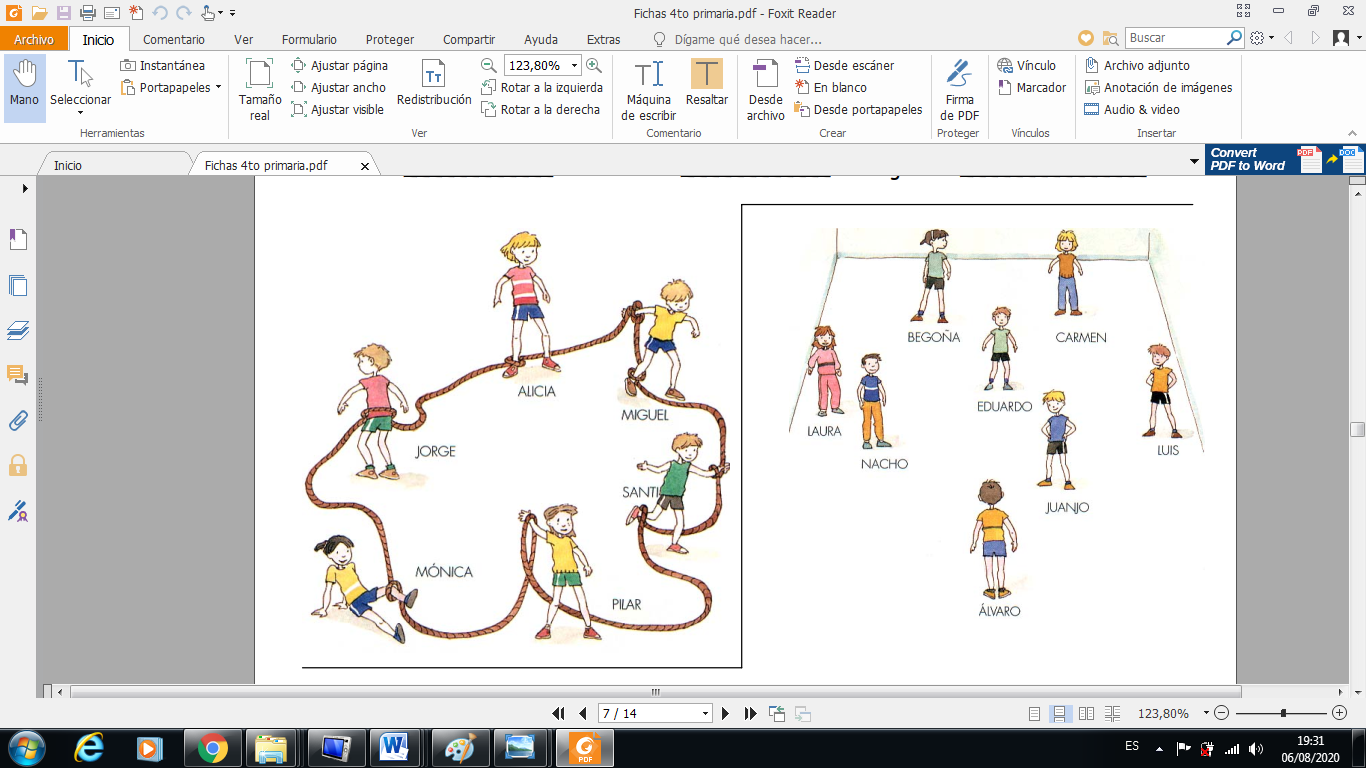 Fichas 4to primaria.pdf - Foxit Reader
Archivo Inicio Comentario Ver Formulario Proteger Compartir Ayuda Extras Dígame qué desea hacer... Buscar
Mano
Seleccionar
Instantánea
Portapapeles
Herramientas
Tamaño real
Ajustar página
Ajustar ancho
Ajustar visible
Redistribución
123,80%
Rotar a la izquierda
Rotar a la derecha
Ver
Máquina de escribir
Resaltar
Comentario
Desde archivo
Desde escáner
En blanco
Desde portapapeles
Crear
Firma de PDF
Proteger
Vínculo
Marcador
Vínculos
Archivo adjunto
Anotación de imágenes
Audio & video
Insertar
Inicio
Fichas 4to primaria.pdf
Convert
PDF to Word
PDF
DOC
ALICIA
MIGUEL
JORGE
SANTI
MÓNICA
PILAR
BEGOÑA
CARMEN
EDUARDO
LAURA
LUIS
NACHO
JUANJO
ÁLVARO
7 / 14
123,80%
PDF
ES
19:31
06/08/2020